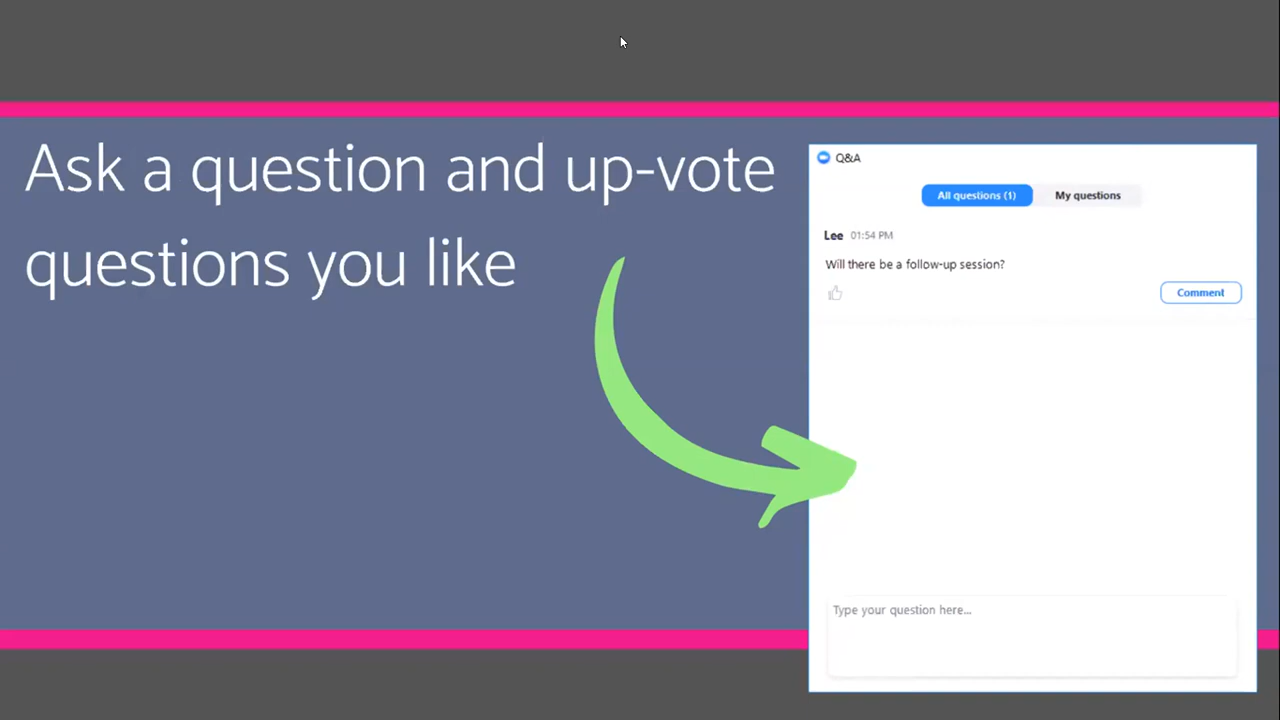 Ask a question and up-vote
questions you like
Q&A
All questions (1) My questions
Lee 01:54 PM
Will there be a follow-up session?
Comment
Type your question here...